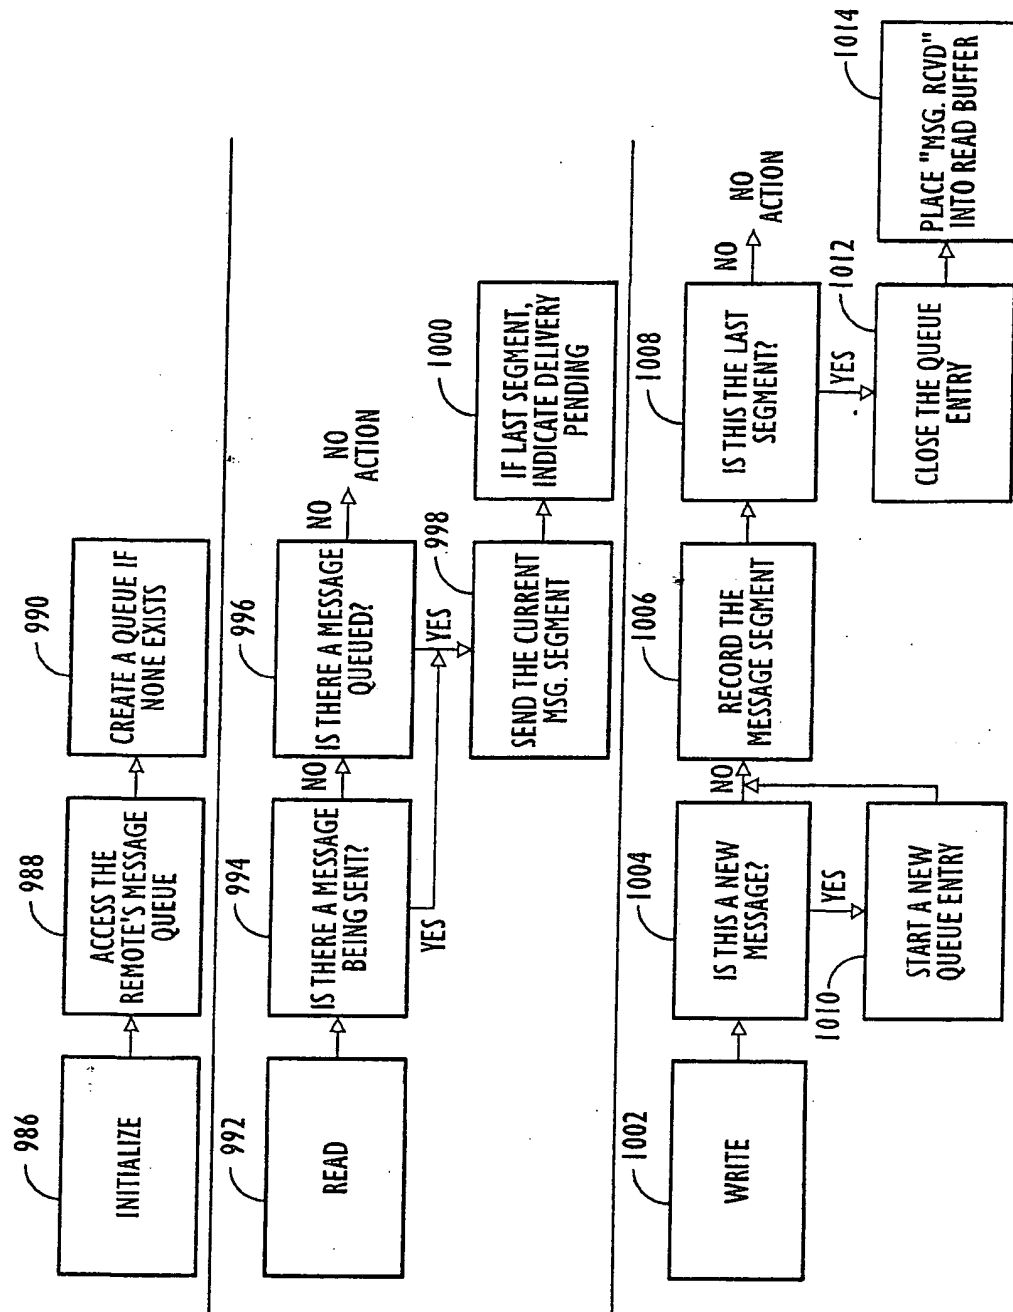 986
INITIALIZE
988
ACCESS THE
REMOTE'S MESSAGE
QUEUE
990
CREATE A QUEUE IF
NONE EXISTS
992
READ
994
IS THERE A MESSAGE
BEING SENT?
NO
YES
996
IS THERE A MESSAGE
QUEUED?
NO
NO
ACTION
YES
998
SEND THE CURRENT
MSG. SEGMENT
1000
IF LAST SEGMENT,
INDICATE DELIVERY
PENDING
1002
WRITE
1004
IS THIS A NEW
MESSAGE?
NO
YES
1010
START A NEW
QUEUE ENTRY
1006
RECORD THE
MESSAGE SEGMENT
1008
IS THIS THE LAST
SEGMENT?
NO
NO
ACTION
YES
1012
CLOSE THE QUEUE
ENTRY
1014
PLACE "MSG. RCVD"
INTO READ BUFFER